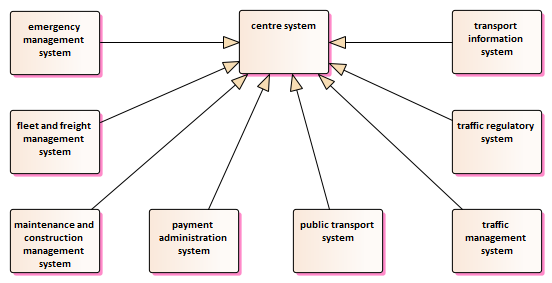 emergency
management
system
centre system
transport
information
system
fleet and freight
management
system
traffic regulatory
system
maintenance and
construction
management
system
payment
administration
system
public transport
system
traffic
management
system